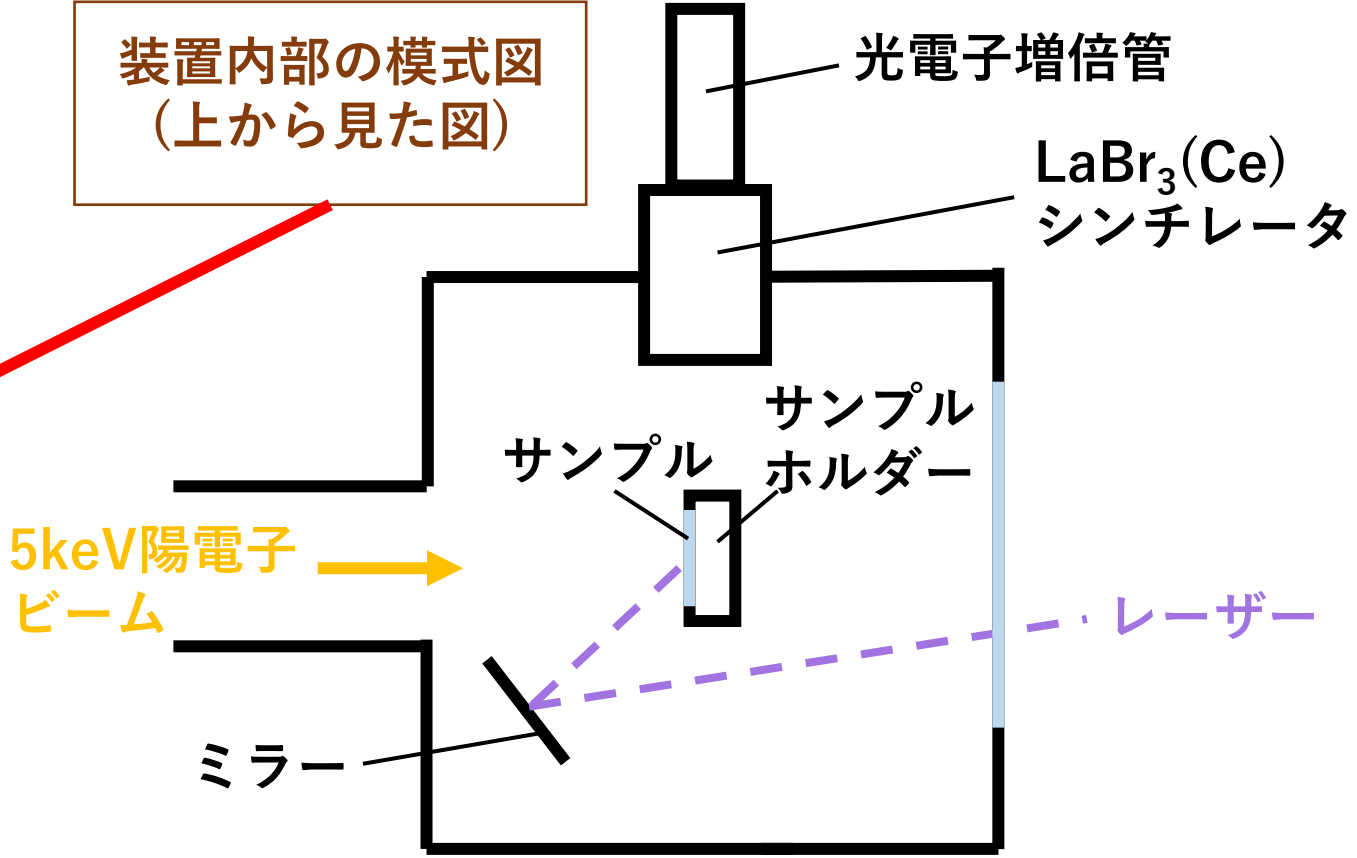 装置内部の模式図
(上から見た図)
光電子増倍管
LaBr₃(Ce)
シンチレータ
サンプル
ホルダー
サンプル
5keV陽電子
ビーム
レーザー
ミラー